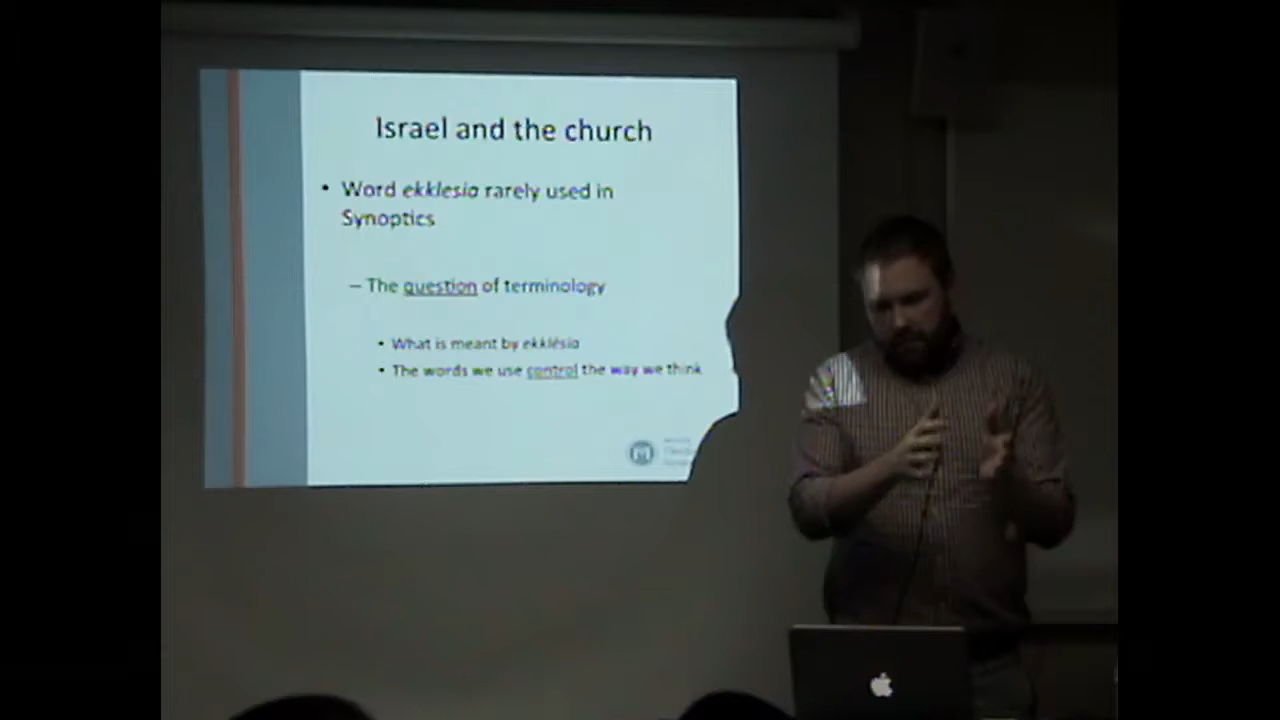 Israel and the church
• Word ekklesia rarely used in
Synoptics
– The question of terminology
• What is meant by ekklēsia
• The words we use control the way we think